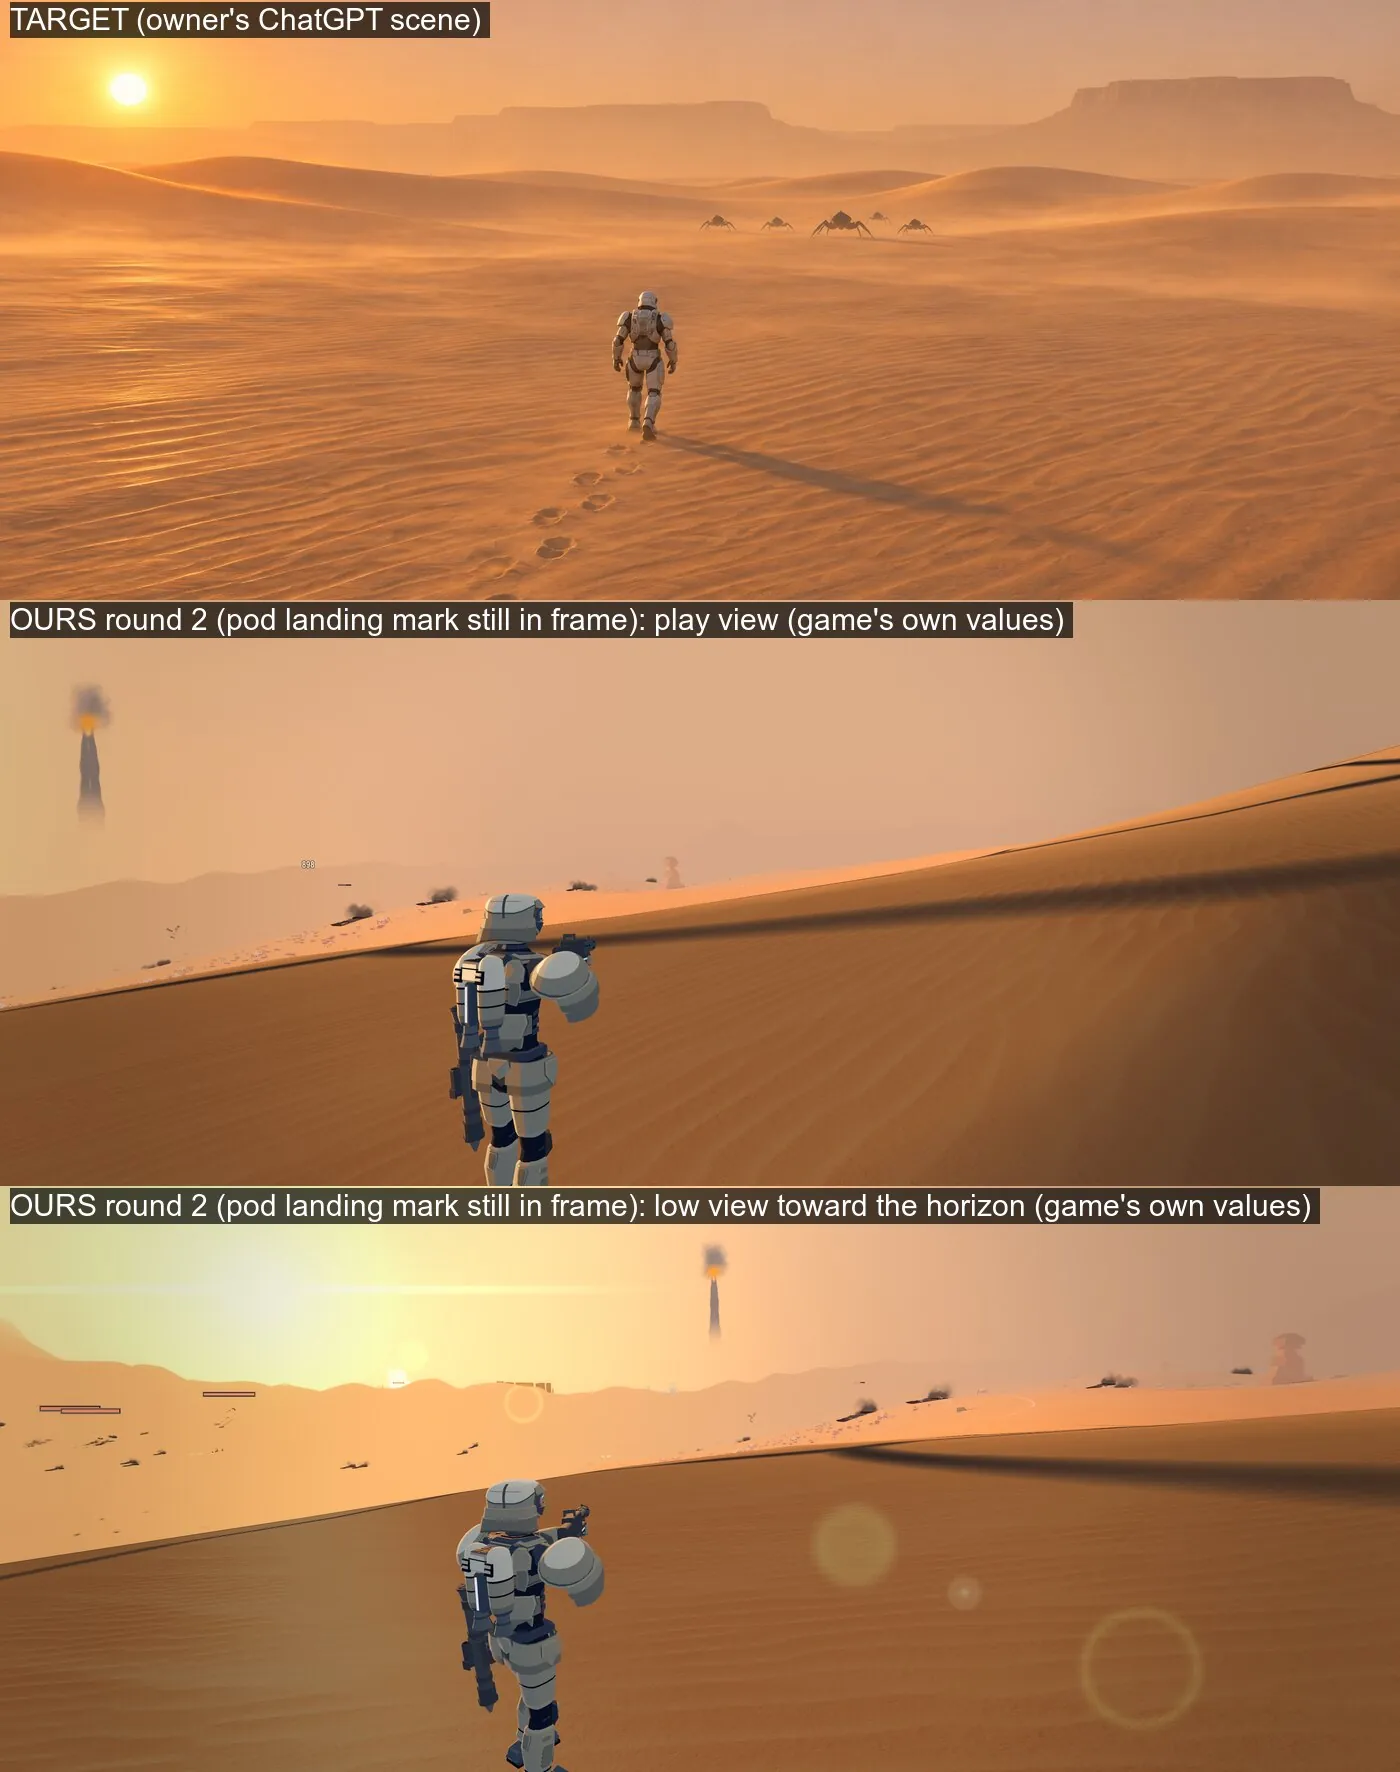 TARGET (owner's ChatGPT scene)
OURS round 2 (pod landing mark still in frame): play view (game's own values)
OURS round 2 (pod landing mark still in frame): low view toward the horizon (game's own values)